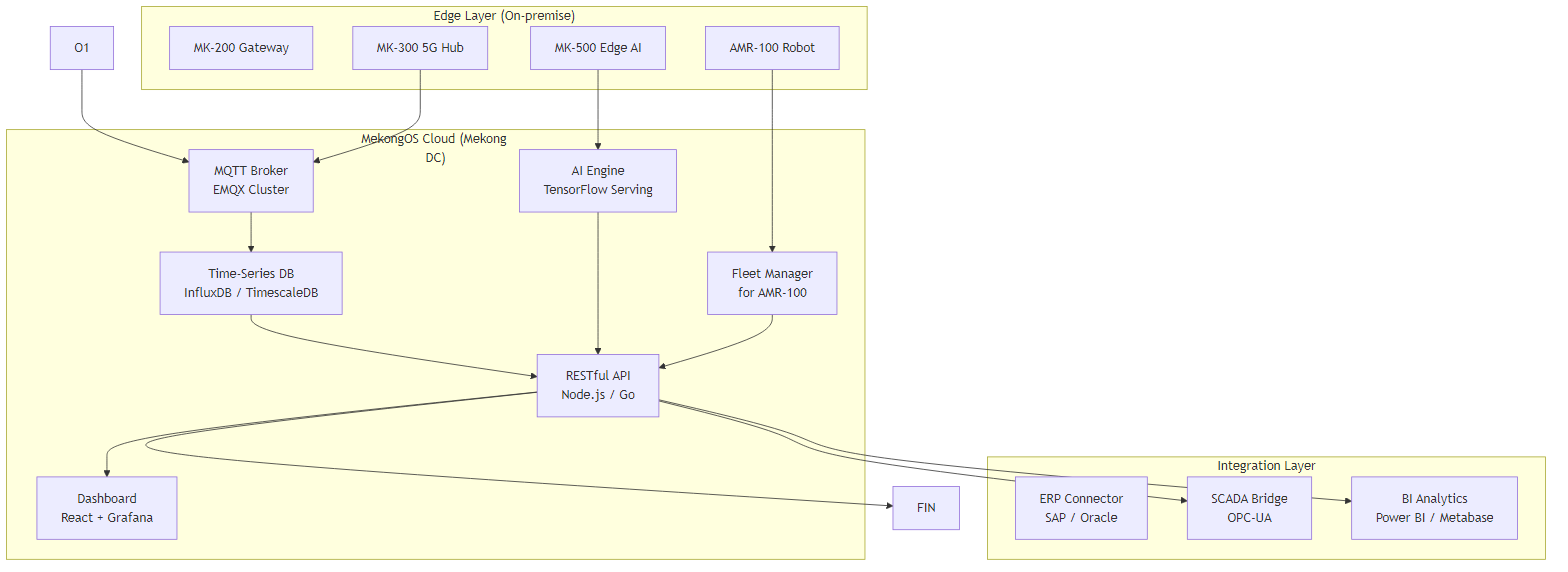 Edge Layer (On-premise)
O1
MK-200 Gateway
MK-300 5G Hub
MK-500 Edge AI
AMR-100 Robot
MekongOS Cloud (Mekong
DC)
MQTT Broker
EMQX Cluster
AI Engine
TensorFlow Serving
Time-Series DB
InfluxDB / TimescaleDB
Fleet Manager
for AMR-100
RESTful API
Node.js / Go
Integration Layer
Dashboard
React + Grafana
FIN
ERP Connector
SAP / Oracle
SCADA Bridge
OPC-UA
BI Analytics
Power BI / Metabase